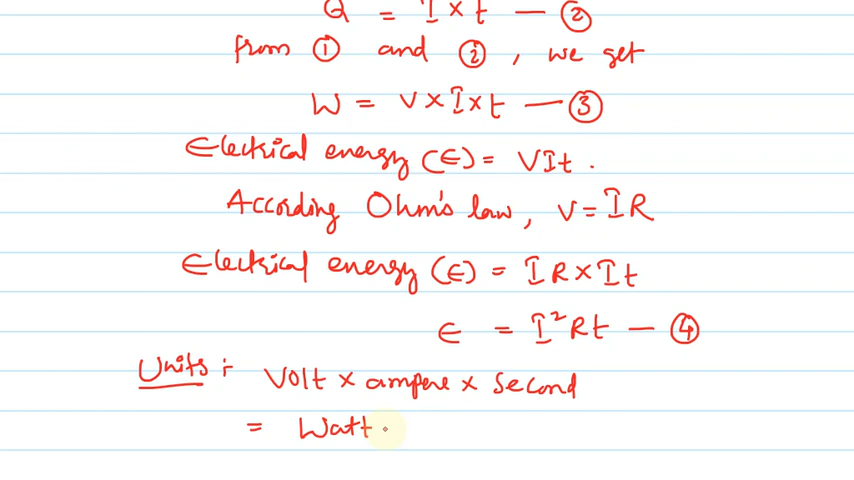 Q = I × t — ②
from ① and ②, we get
W = V × I × t — ③
Electrical energy (E) = VIt.
According Ohm's law, V = IR
Electrical energy (E) = IR × It
E = I²Rt — ④
Units :
Volt × ampere × second
= Watt